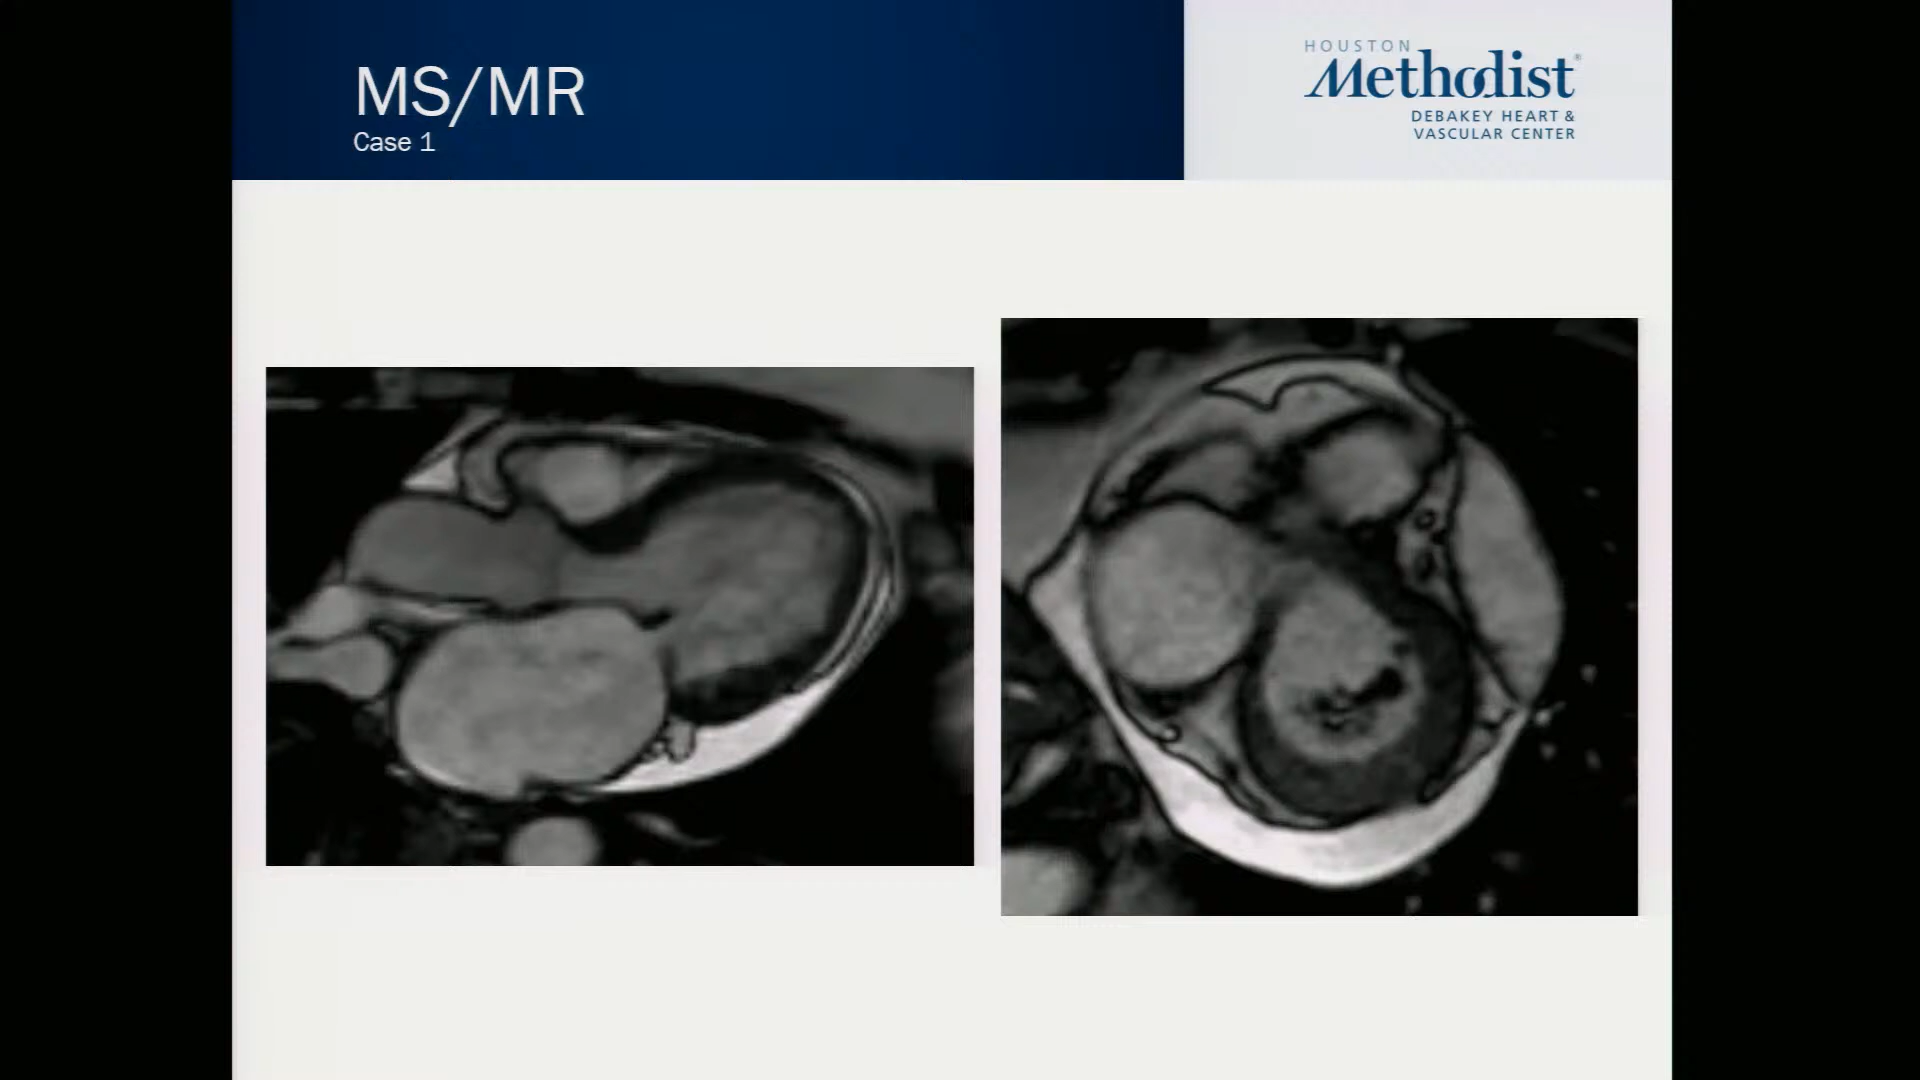 MS/MR
Case 1
HOUSTON
Methodist®
DEBAKEY HEART &
VASCULAR CENTER